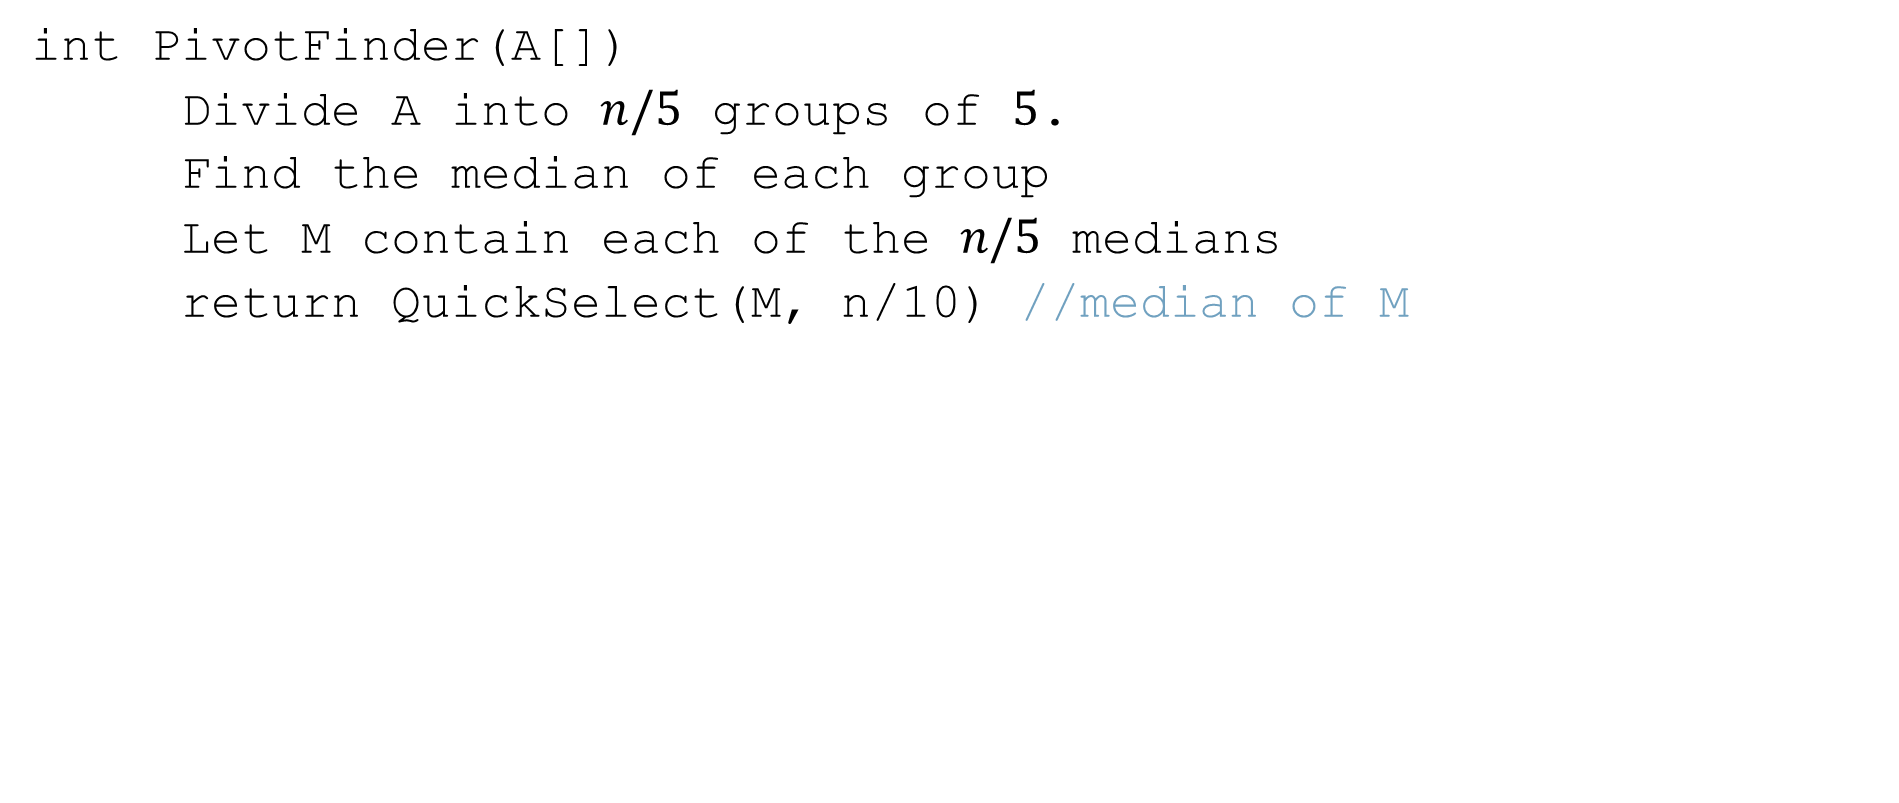 int PivotFinder(A[])
Divide A into n/5 groups of 5.
Find the median of each group
Let M contain each of the n/5 medians
return QuickSelect(M, n/10) //median of M